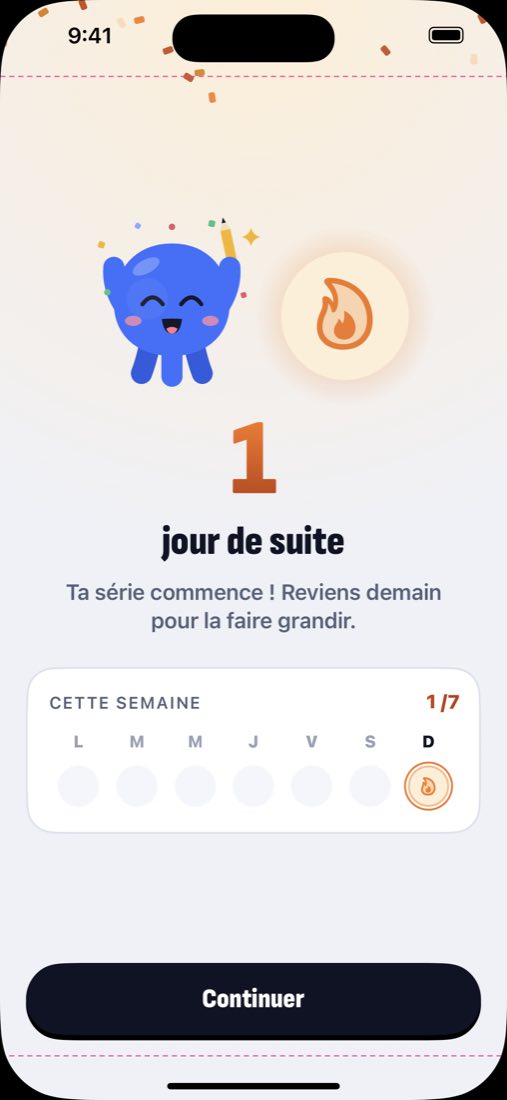 9:41
1
jour de suite
Ta série commence ! Reviens demain
pour la faire grandir.
CETTE SEMAINE 1/7
L M M J V S D
Continuer